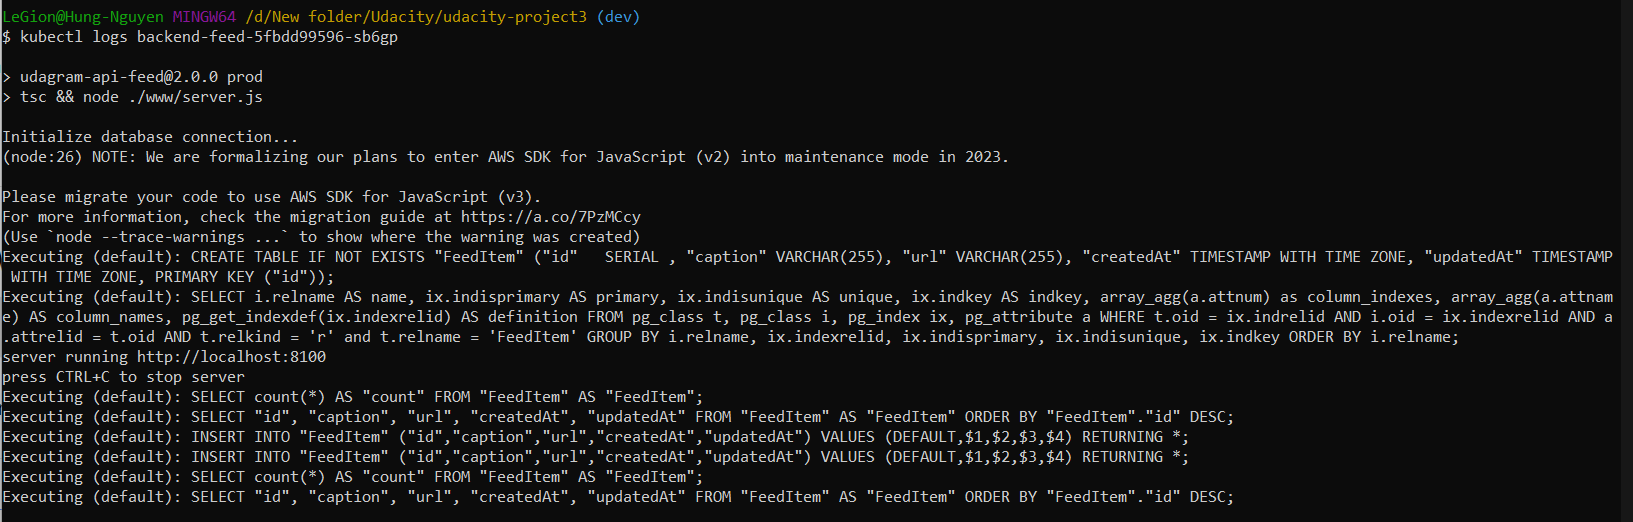 LeGion@Hung-Nguyen MINGW64 /d/New folder/Udacity/udacity-project3 (dev)
$ kubectl logs backend-feed-5fbdd99596-sb6gp
> udagram-api-feed@2.0.0 prod
> tsc && node ./www/server.js
Initialize database connection...
(node:26) NOTE: We are formalizing our plans to enter AWS SDK for JavaScript (v2) into maintenance mode in 2023.
Please migrate your code to use AWS SDK for JavaScript (v3).
For more information, check the migration guide at https://a.co/7PzMCcy
(Use `node --trace-warnings ...` to show where the warning was created)
Executing (default): CREATE TABLE IF NOT EXISTS "FeedItem" ("id"   SERIAL , "caption" VARCHAR(255), "url" VARCHAR(255), "createdAt" TIMESTAMP WITH TIME ZONE, "updatedAt" TIMESTAMP
 WITH TIME ZONE, PRIMARY KEY ("id"));
Executing (default): SELECT i.relname AS name, ix.indisprimary AS primary, ix.indisunique AS unique, ix.indkey AS indkey, array_agg(a.attnum) as column_indexes, array_agg(a.attnam
e) AS column_names, pg_get_indexdef(ix.indexrelid) AS definition FROM pg_class t, pg_class i, pg_index ix, pg_attribute a WHERE t.oid = ix.indrelid AND i.oid = ix.indexrelid AND a
.attrelid = t.oid AND t.relkind = 'r' and t.relname = 'FeedItem' GROUP BY i.relname, ix.indexrelid, ix.indisprimary, ix.indisunique, ix.indkey ORDER BY i.relname;
server running http://localhost:8100
press CTRL+C to stop server
Executing (default): SELECT count(*) AS "count" FROM "FeedItem" AS "FeedItem";
Executing (default): SELECT "id", "caption", "url", "createdAt", "updatedAt" FROM "FeedItem" AS "FeedItem" ORDER BY "FeedItem"."id" DESC;
Executing (default): INSERT INTO "FeedItem" ("id","caption","url","createdAt","updatedAt") VALUES (DEFAULT,$1,$2,$3,$4) RETURNING *;
Executing (default): INSERT INTO "FeedItem" ("id","caption","url","createdAt","updatedAt") VALUES (DEFAULT,$1,$2,$3,$4) RETURNING *;
Executing (default): SELECT count(*) AS "count" FROM "FeedItem" AS "FeedItem";
Executing (default): SELECT "id", "caption", "url", "createdAt", "updatedAt" FROM "FeedItem" AS "FeedItem" ORDER BY "FeedItem"."id" DESC;